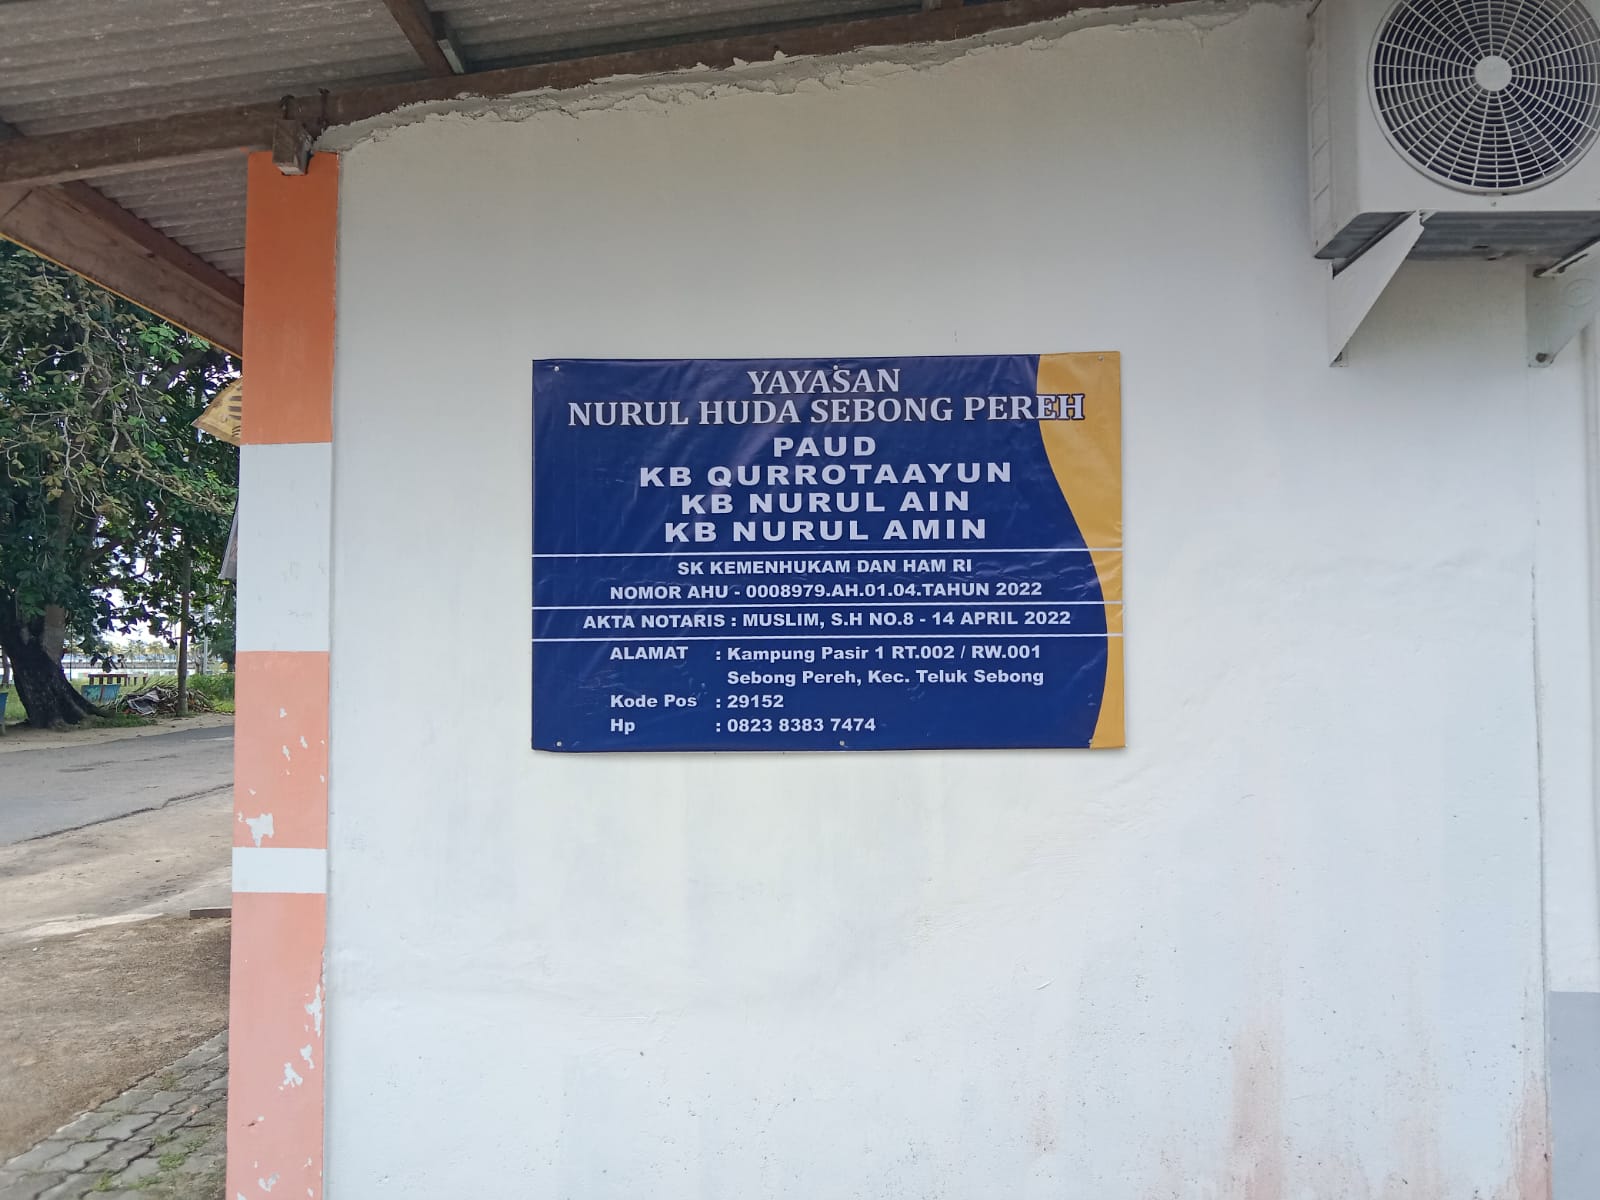 YAYASAN
NURUL HUDA SEBONG PEREH
PAUD
KB QURROTAAYUN
KB NURUL AIN
KB NURUL AMIN
SK KEMENHUKAM DAN HAM RI
NOMOR AHU - 0008979.AH.01.04.TAHUN 2022
AKTA NOTARIS : MUSLIM, S.H NO.8 - 14 APRIL 2022
ALAMAT : Kampung Pasir 1 RT.002 / RW.001
Sebong Pereh, Kec. Teluk Sebong
Kode Pos : 29152
Hp : 0823 8383 7474